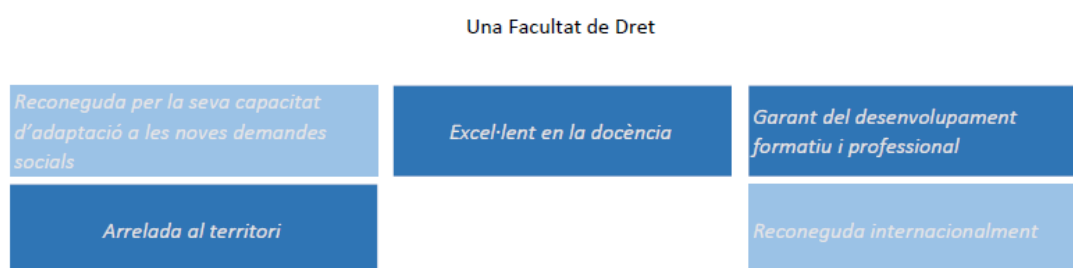 Una Facultat de Dret
Reconeguda per la seva capacitat
d'adaptació a les noves demandes
socials
Excel·lent en la docència
Garant del desenvolupament
formatiu i professional
Arrelada al territori
Reconeguda internacionalment